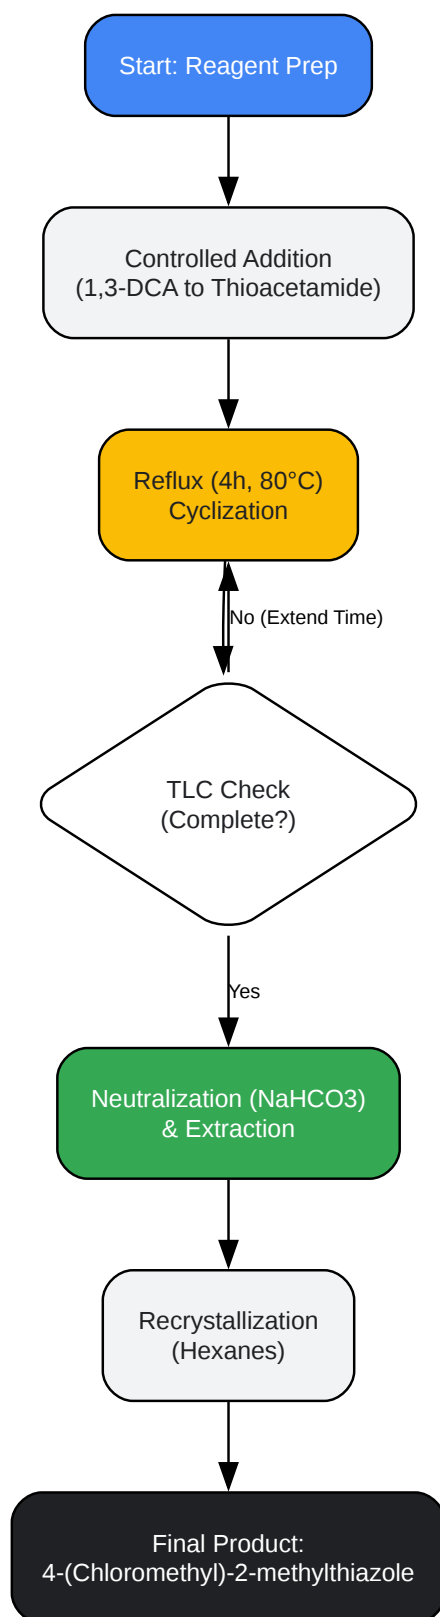 Start: Reagent Prep
Controlled Addition
(1,3-DCA to Thioacetamide)
Reflux (4h, 80°C)
Cyclization
No (Extend Time)
TLC Check
(Complete?)
Yes
Neutralization (NaHCO3)
& Extraction
Recrystallization
(Hexanes)
Final Product:
4-(Chloromethyl)-2-methylthiazole